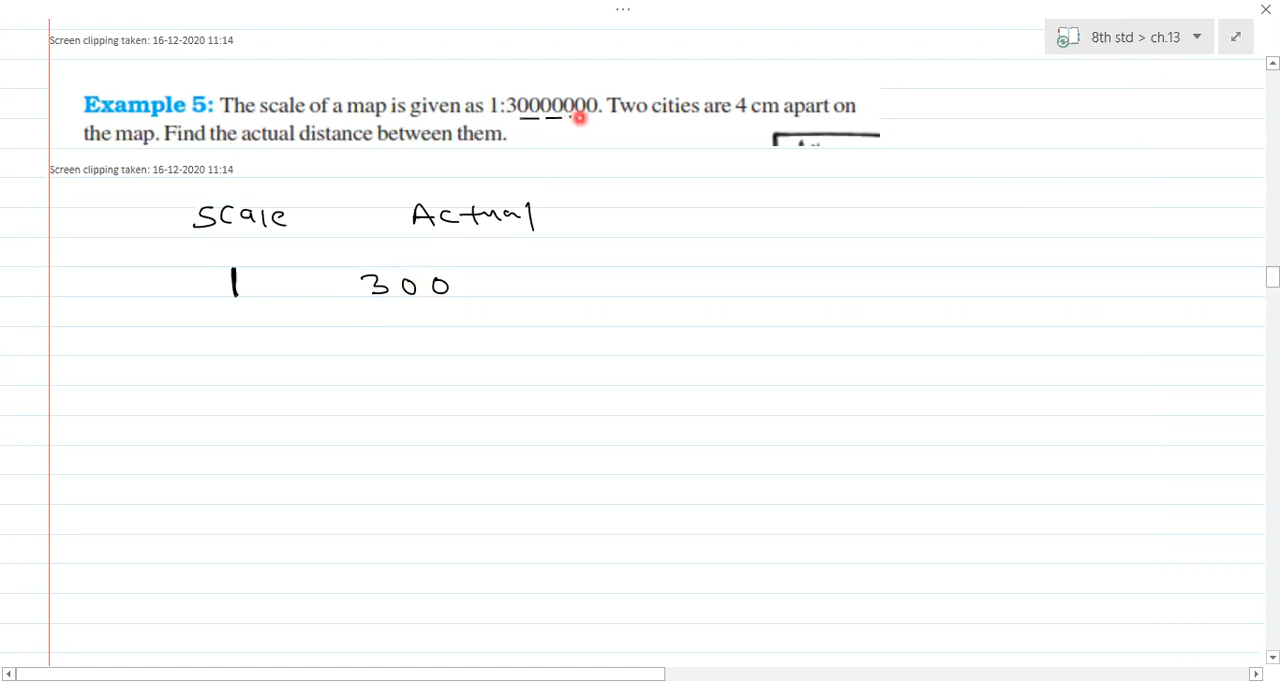 Screen clipping taken: 16-12-2020 11:14
8th std > ch.13
Example 5: The scale of a map is given as 1:30000000. Two cities are 4 cm apart on
the map. Find the actual distance between them.
Screen clipping taken: 16-12-2020 11:14
Scale Actual
1 300